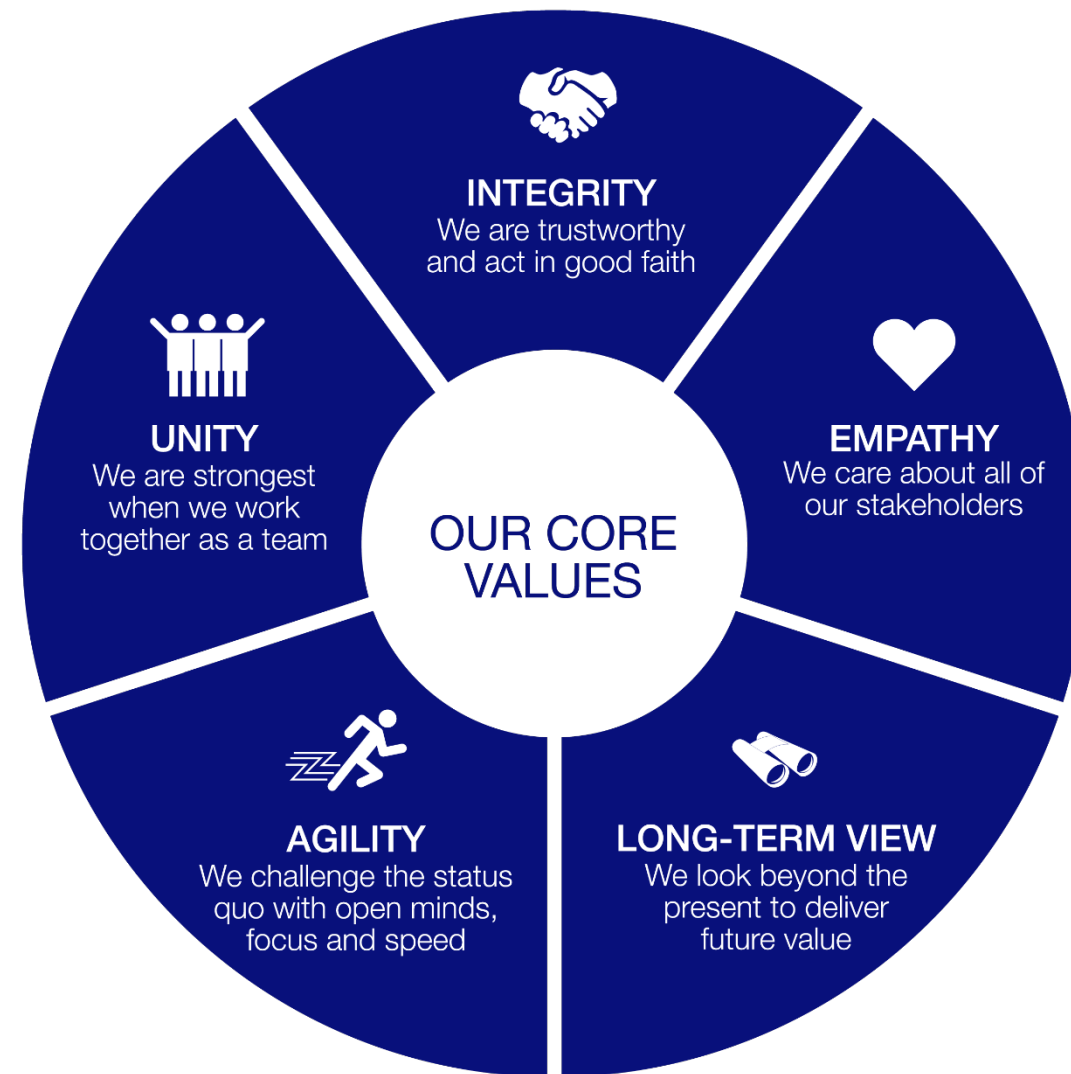 INTEGRITY
We are trustworthy
and act in good faith
EMPATHY
We care about all of
our stakeholders
LONG-TERM VIEW
We look beyond the
present to deliver
future value
AGILITY
We challenge the status
quo with open minds,
focus and speed
UNITY
We are strongest
when we work
together as a team
OUR CORE
VALUES